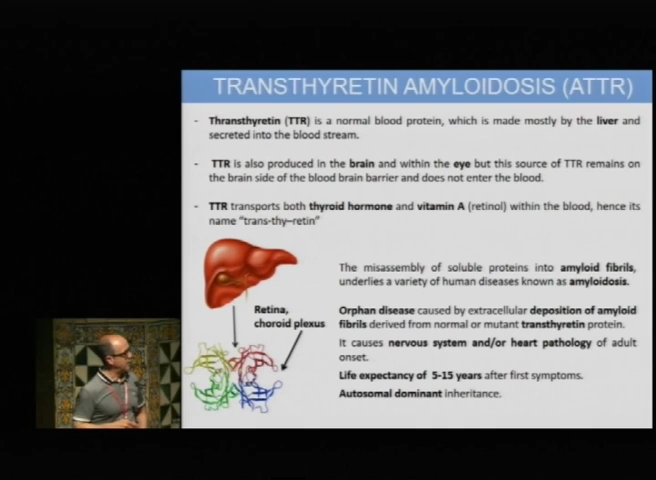 TRANSTHYRETIN AMYLOIDOSIS (ATTR)
- Thransthyretin (TTR) is a normal blood protein, which is made mostly by the liver and
secreted into the blood stream.
- TTR is also produced in the brain and within the eye but this source of TTR remains on
the brain side of the blood brain barrier and does not enter the blood.
- TTR transports both thyroid hormone and vitamin A (retinol) within the blood, hence its
name “trans-thy–retin”
The misassembly of soluble proteins into amyloid fibrils,
underlies a variety of human diseases known as amyloidosis.
Retina,
choroid plexus
Orphan disease caused by extracellular deposition of amyloid
fibrils derived from normal or mutant transthyretin protein.
It causes nervous system and/or heart pathology of adult
onset.
Life expectancy of 5-15 years after first symptoms.
Autosomal dominant inheritance.